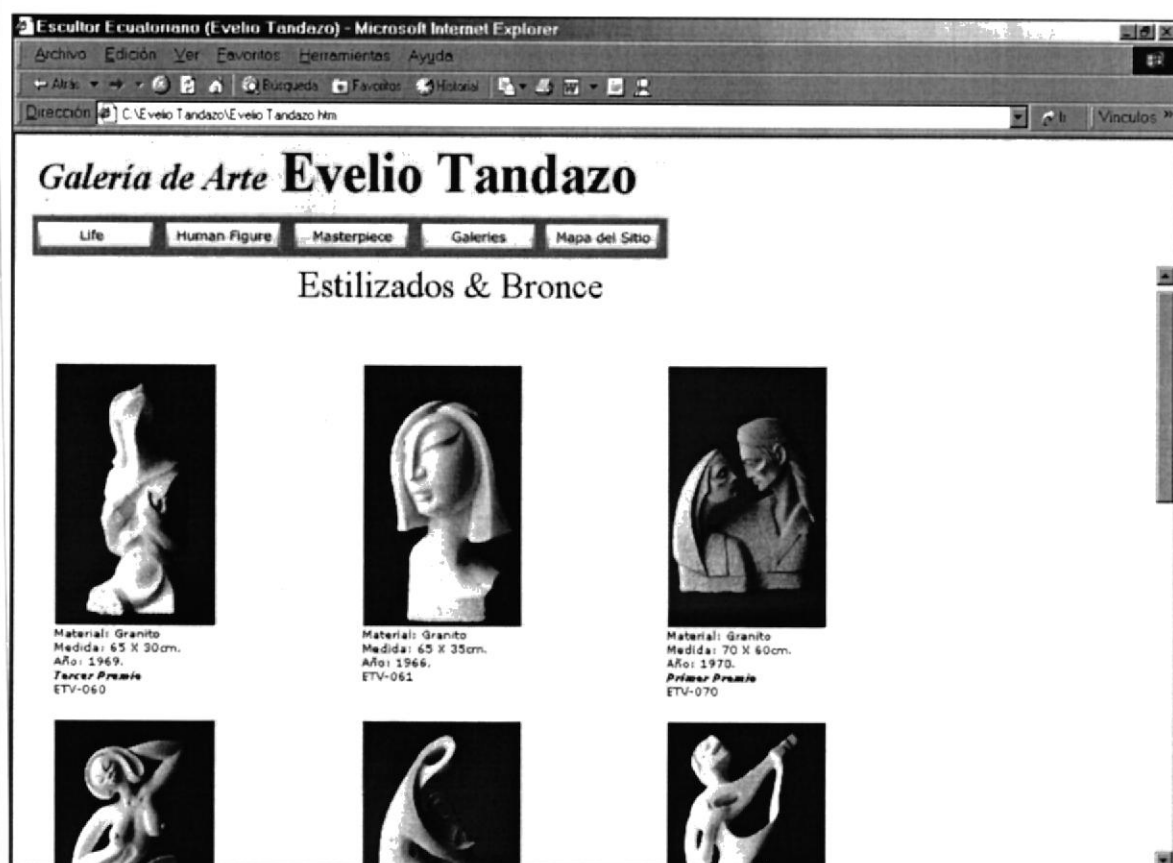 Escultor Ecuatoriano (Evelio Tandazo) - Microsoft Internet Explorer
Archivo Edición Ver Favoritos Herramientas Ayuda
Atrás Búsqueda Favoritos Historial
Dirección C:\Evelio Tandazo\Evelio Tandazo.htm Ir Vínculos »
Galería de Arte Evelio Tandazo
Life Human Figure Masterpiece Galeries Mapa del Sitio
Estilizados & Bronce
Material: Granito
Medida: 65 X 30cm.
Año: 1969.
Tercer Premio
ETV-060
Material: Granito
Medida: 65 X 35cm.
Año: 1966.
ETV-061
Material: Granito
Medida: 70 X 60cm.
Año: 1970.
Primer Premio
ETV-070